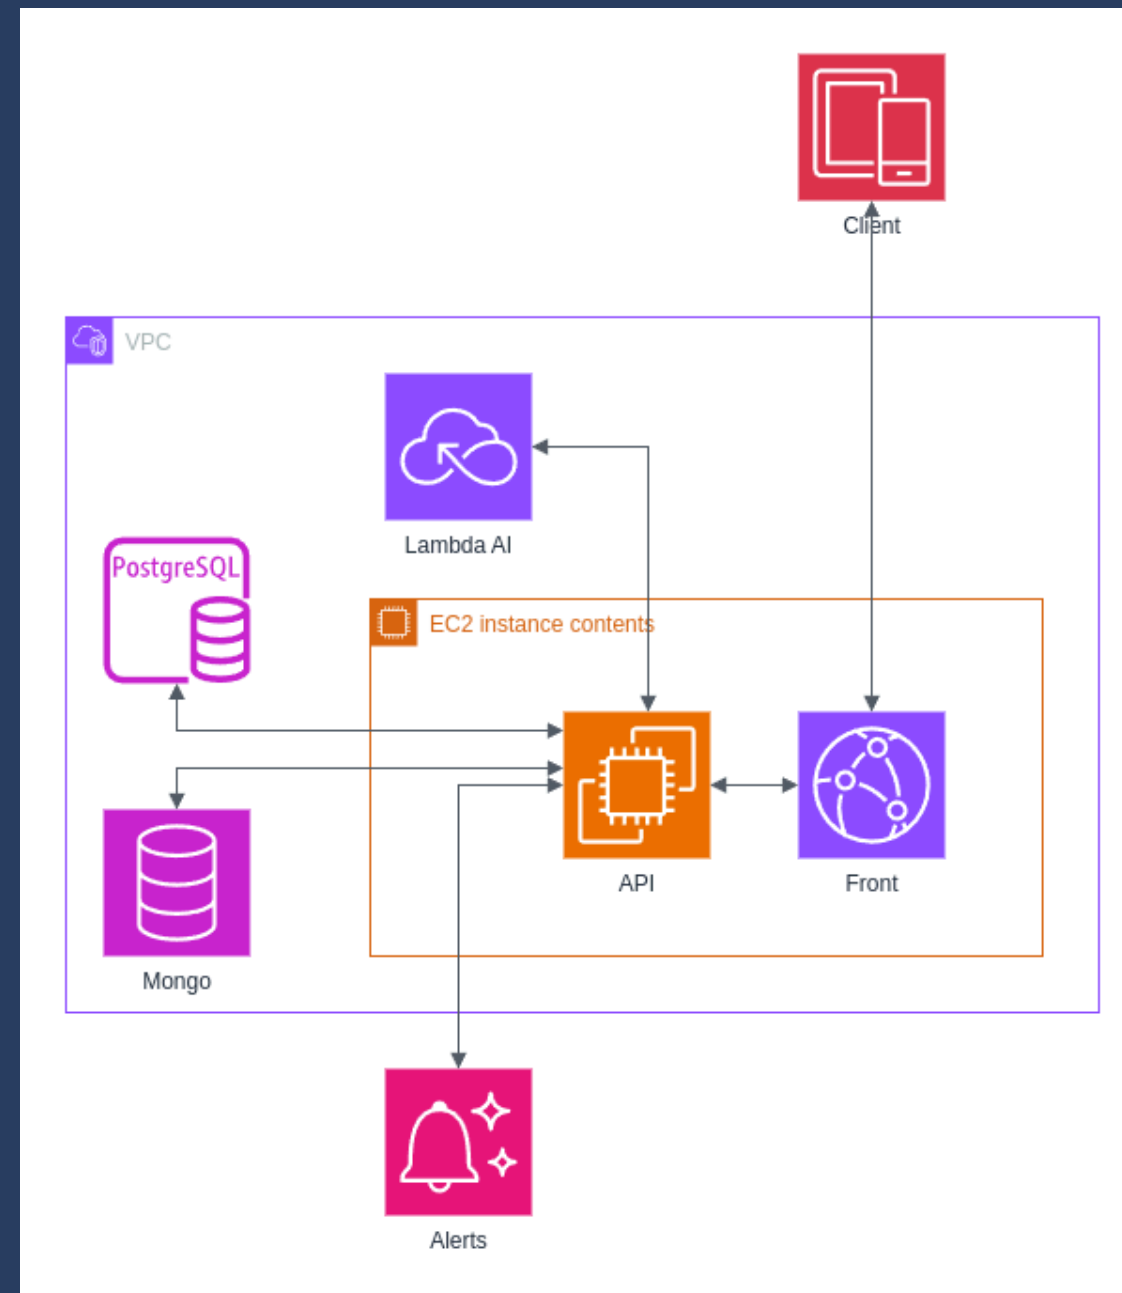 Client
VPC
Lambda AI
PostgreSQL
EC2 instance contents
API
Front
Mongo
Alerts